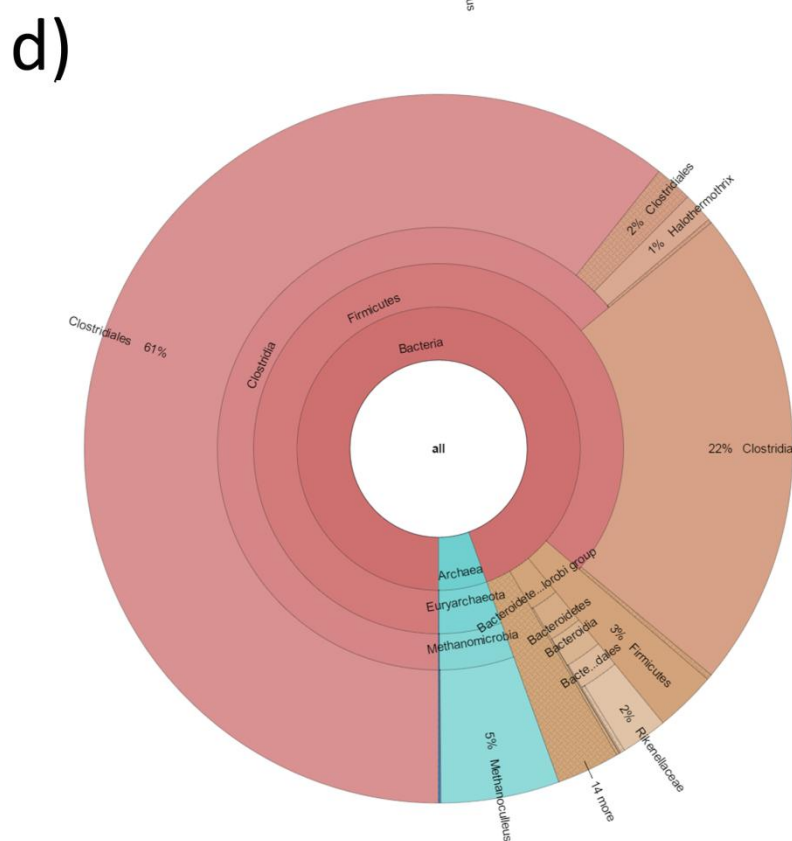 us
d)
2% Clostridiales
1% Halothermothrix
Firmicutes
Clostridiales 61%
Bacteria
Clostridia
all
22% Clostridia
Archaea
Bacteroidete...lorobi group
Euryarchaeota
Bacteroidetes
3% Firmicutes
Bacteroidia
Methanomicrobia
Bacte...dales
2% Rikenellaceae
5% Methanoculleus
14 more